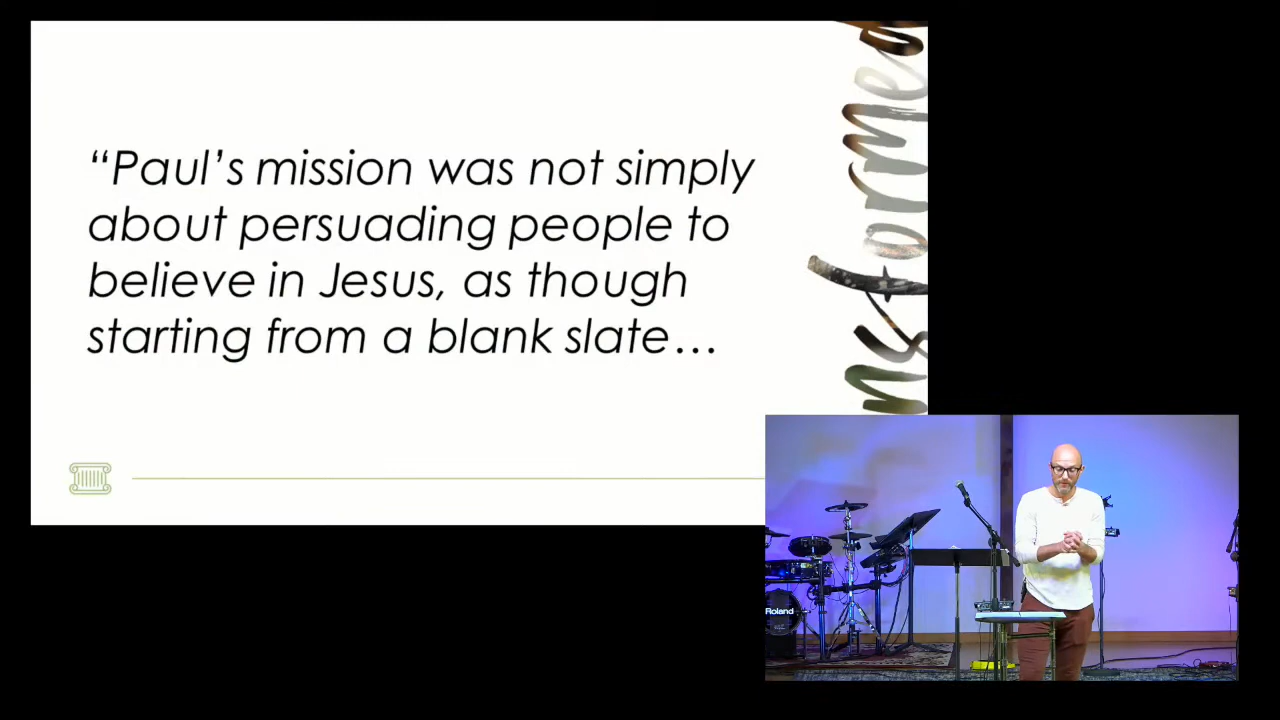 “Paul’s mission was not simply
about persuading people to
believe in Jesus, as though
starting from a blank slate…
nsformed
Roland